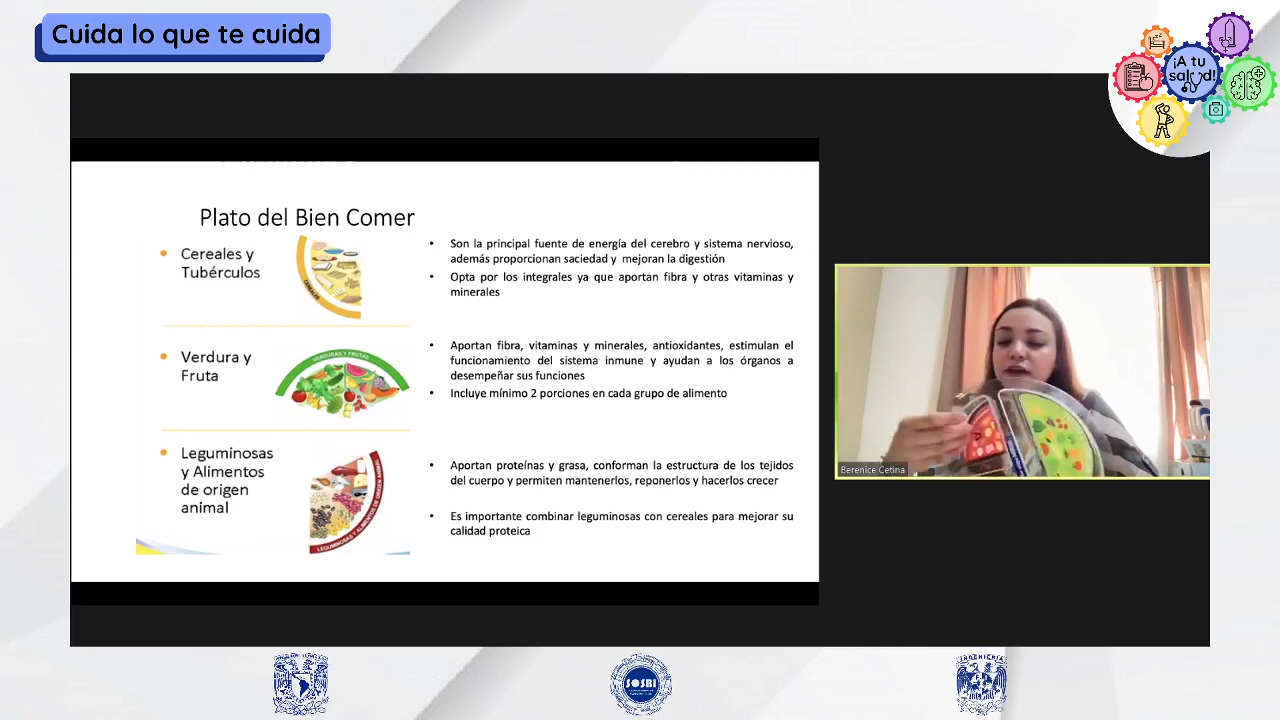 Cuida lo que te cuida
¡A tu
salud!
Plato del Bien Comer
Cereales y
Tubérculos
CEREALES
• Son la principal fuente de energía del cerebro y sistema nervioso,
además proporcionan saciedad y mejoran la digestión
• Opta por los integrales ya que aportan fibra y otras vitaminas y
minerales
Verdura y
Fruta
VERDURAS Y FRUTAS
• Aportan fibra, vitaminas y minerales, antioxidantes, estimulan el
funcionamiento del sistema inmune y ayudan a los órganos a
desempeñar sus funciones
• Incluye mínimo 2 porciones en cada grupo de alimento
Leguminosas
y Alimentos
de origen
animal
LEGUMINOSAS Y ALIMENTOS DE ORIGEN ANIMAL
• Aportan proteínas y grasa, conforman la estructura de los tejidos
del cuerpo y permiten mantenerlos, reponerlos y hacerlos crecer
• Es importante combinar leguminosas con cereales para mejorar su
calidad proteica
Berenice Cetina
SOSBI